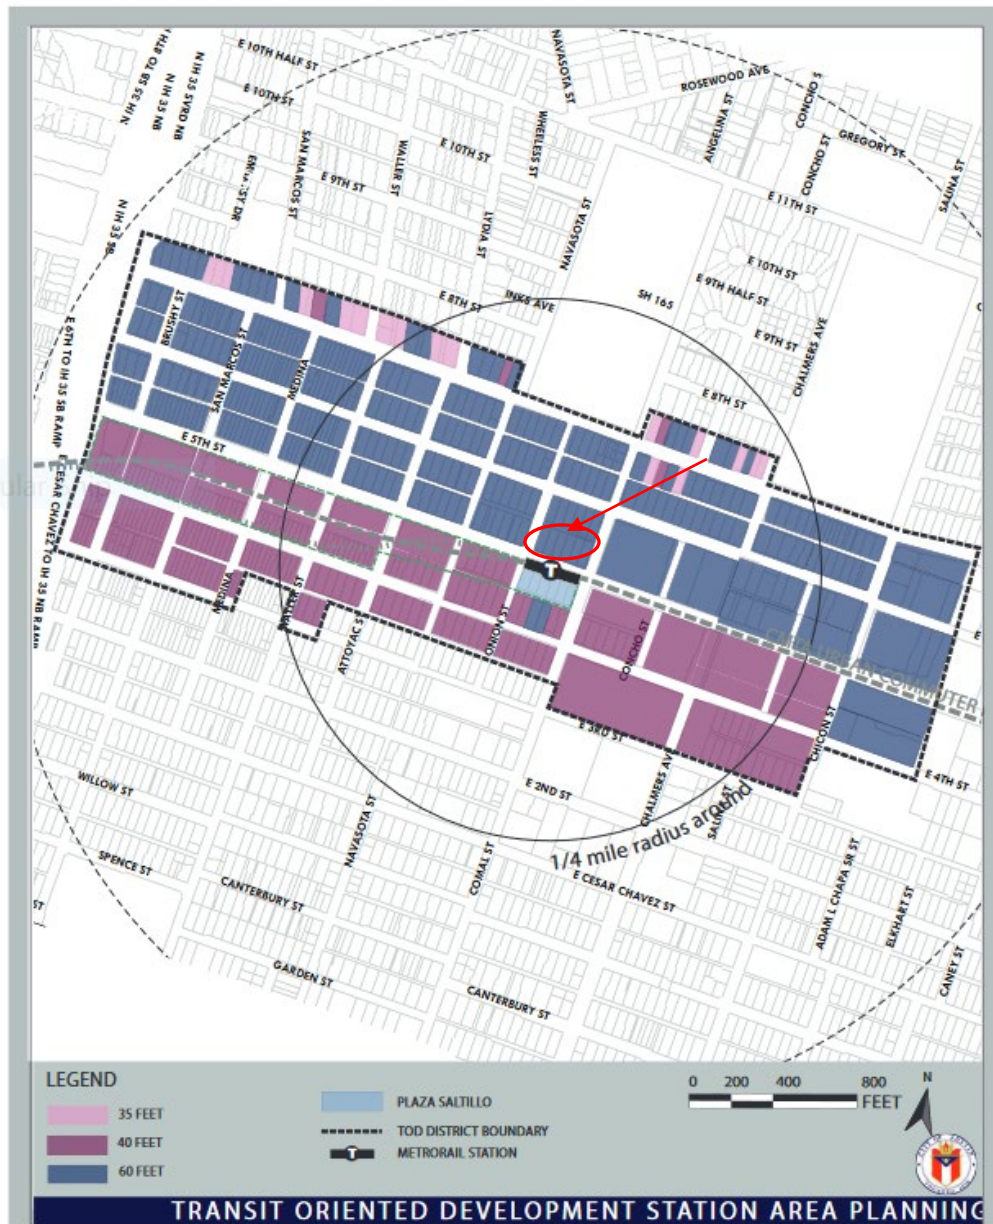 N IH 35 SB TO 8TH
N IH 35 NB
N IH 35 SVRD NB
E 10TH HALF ST
E 10TH ST
NAVASOTA ST
ROSEWOOD AVE
ANGELINA ST
CONCHO S
CONCHO ST
GREGORY ST
SALINA ST
SAN MARCOS ST
E 9TH ST
WALLER ST
E 10TH ST
WHEELESS ST
LYDIA ST
NAVASOTA ST
E 11TH ST
N IH 35 SB
E 8TH ST
INKS AVE
SH 165
E 10TH ST
E 9TH HALF ST
E 9TH ST
CHALMERS AVE
E 8TH ST
BRUSHY ST
SAN MARCOS ST
MEDINA
E 6TH TO IH 35 SB RAMP
E 5TH ST
ular
E CESAR CHAVEZ TO IH 35 NB RAMP
T
MEDINA
ATTOYAC S
ONION ST
CONCHO ST
CAPITAL URBAN COMMUTER
CHICON ST
E 3RD ST
E 4TH ST
WILLOW ST
E 2ND ST
CHALMERS AV
SALINA ST
NAVASOTA ST
1/4 mile radius around
COMAL ST
SPENCE ST
E CESAR CHAVEZ ST
CANTERBURY ST
ADAM L CHAPA SR ST
ELKHART ST
ST
GARDEN ST
CANTERBURY ST
CANEY ST
LEGEND
35 FEET
40 FEET
60 FEET
PLAZA SALTILLO
TOD DISTRICT BOUNDARY
T METRORAIL STATION
0 200 400 800
FEET
N
TRANSIT ORIENTED DEVELOPMENT STATION AREA PLANNING